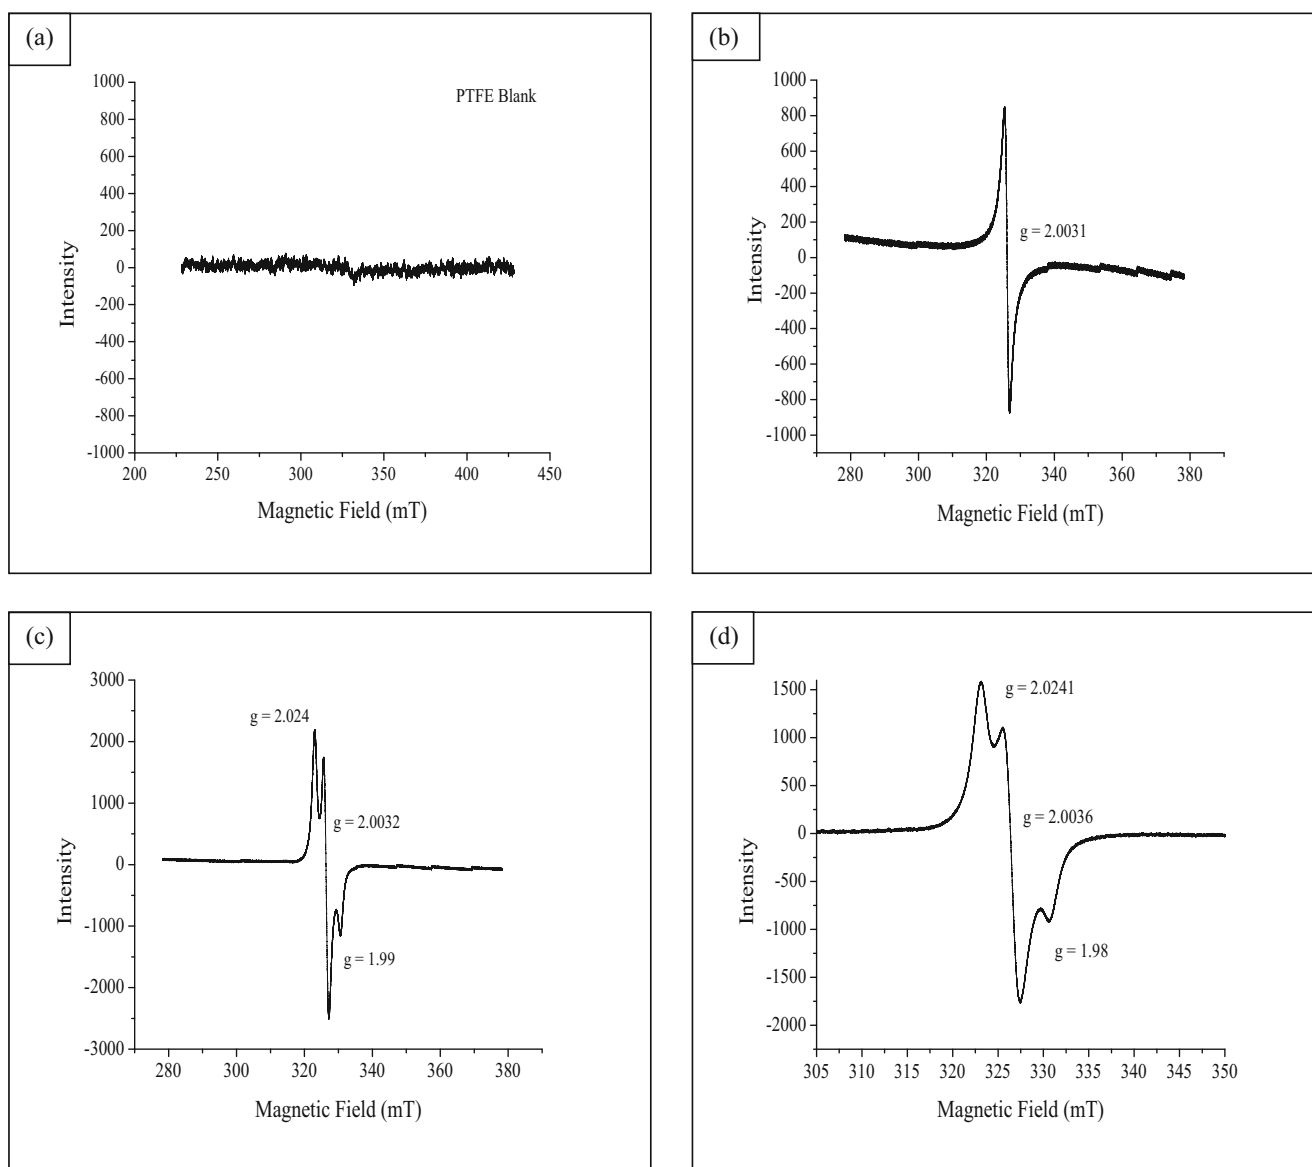 (a)
PTFE Blank
1000
800
600
400
200
0
-200
-400
-600
-800
-1000
200 250 300 350 400 450
Intensity
Magnetic Field (mT)
(b)
g = 2.0031
1000
800
600
400
200
0
-200
-400
-600
-800
-1000
280 300 320 340 360 380
Intensity
Magnetic Field (mT)
(c)
g = 2.024
g = 2.0032
g = 1.99
3000
2000
1000
0
-1000
-2000
-3000
280 300 320 340 360 380
Intensity
Magnetic Field (mT)
(d)
g = 2.0241
g = 2.0036
g = 1.98
1500
1000
500
0
-500
-1000
-1500
-2000
305 310 315 320 325 330 335 340 345 350
Intensity
Magnetic Field (mT)